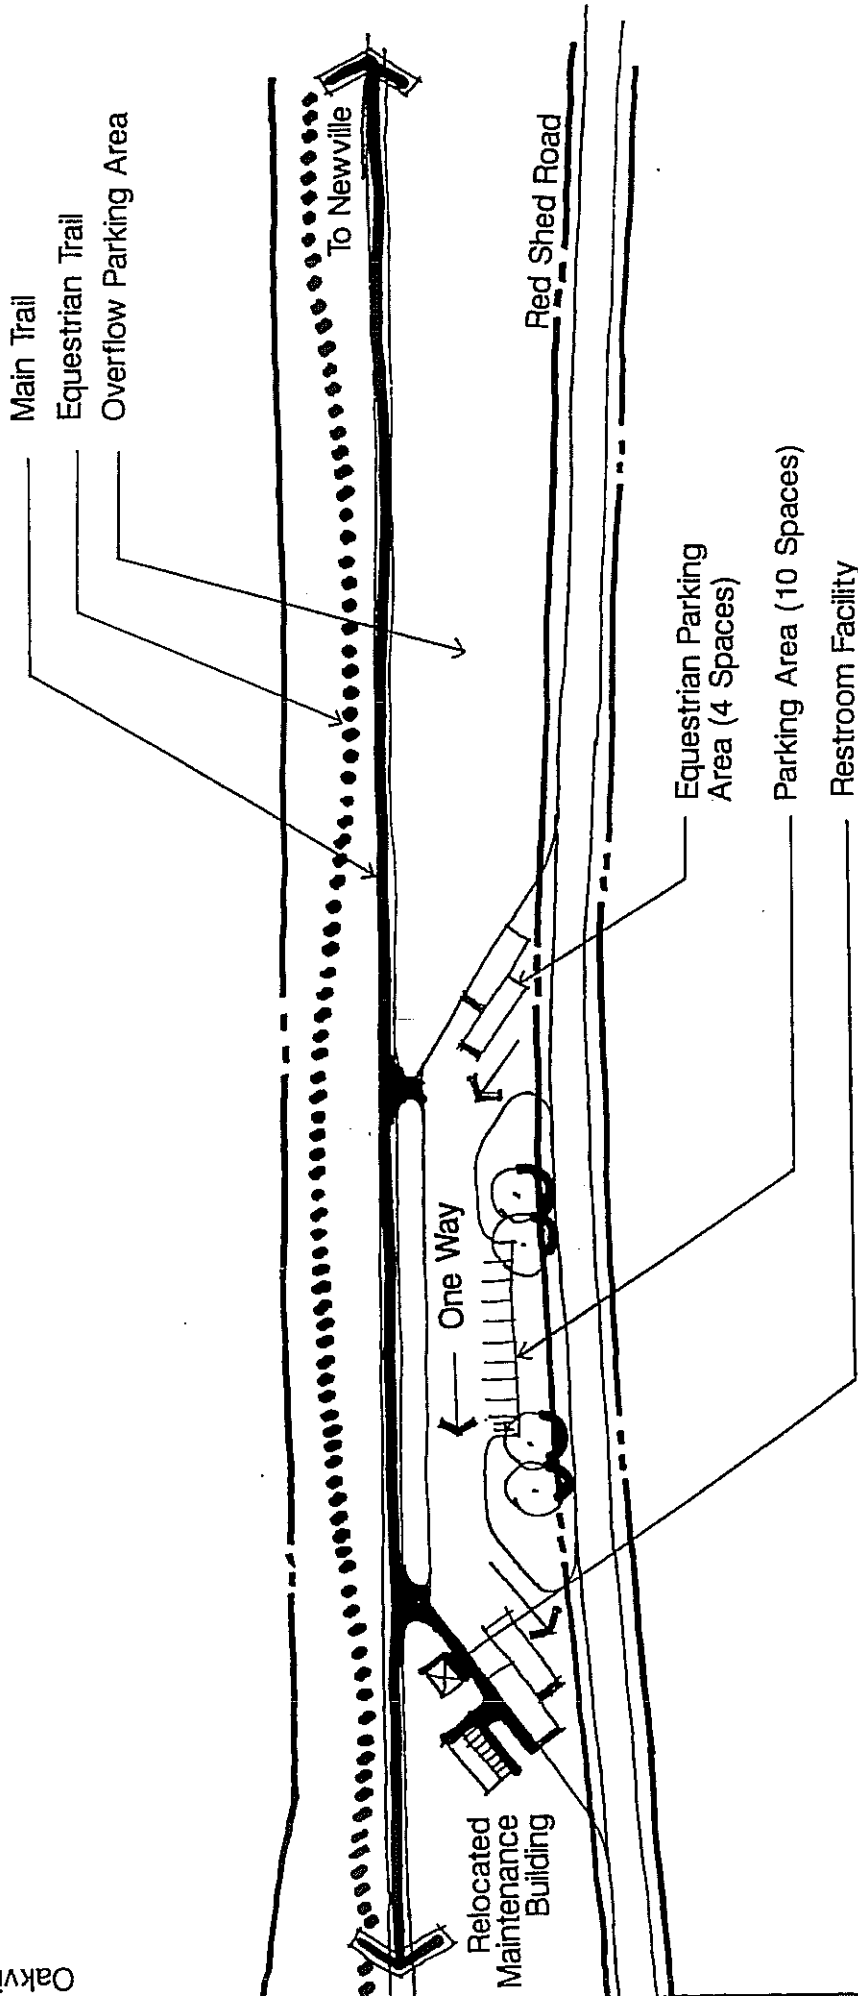 Main Trail
Equestrian Trail
Overflow Parking Area
To Newville
Red Shed Road
One Way
Equestrian Parking
Area (4 Spaces)
Parking Area (10 Spaces)
Restroom Facility
Relocated
Maintenance
Building